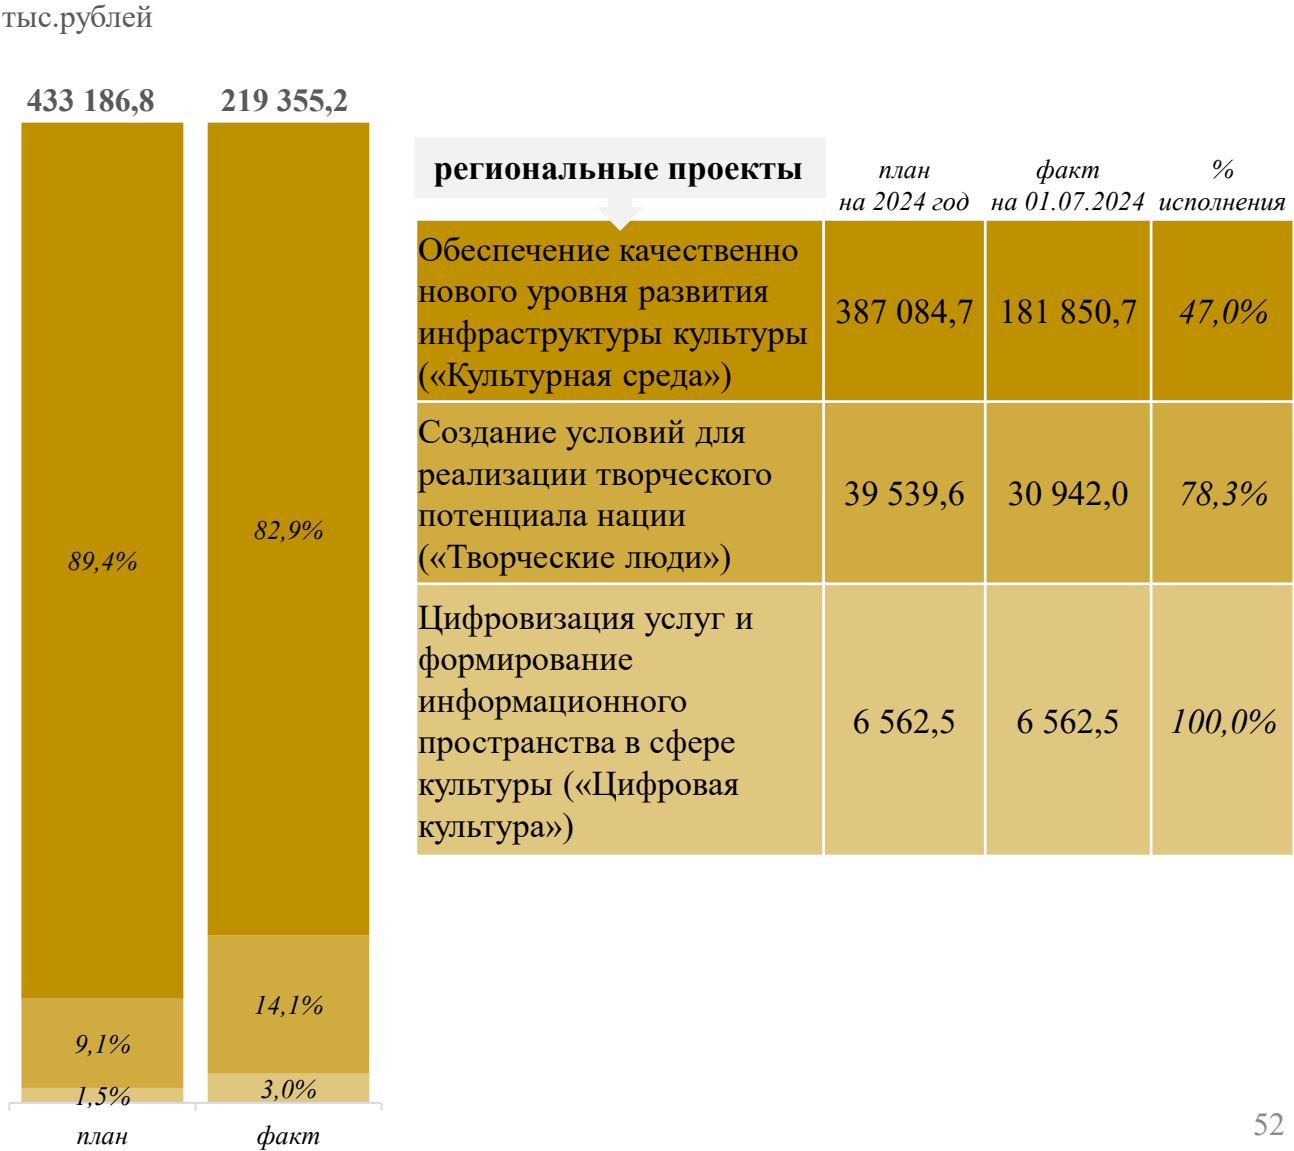 тыс.рублей
433 186,8
219 355,2
89,4%
82,9%
9,1%
14,1%
1,5%
3,0%
план
факт
региональные проекты
план
на 2024 год
факт
на 01.07.2024
%
исполнения
Обеспечение качественно
нового уровня развития
инфраструктуры культуры
(«Культурная среда»)
387 084,7
181 850,7
47,0%
Создание условий для
реализации творческого
потенциала нации
(«Творческие люди»)
39 539,6
30 942,0
78,3%
Цифровизация услуг и
формирование
информационного
пространства в сфере
культуры («Цифровая
культура»)
6 562,5
6 562,5
100,0%
52